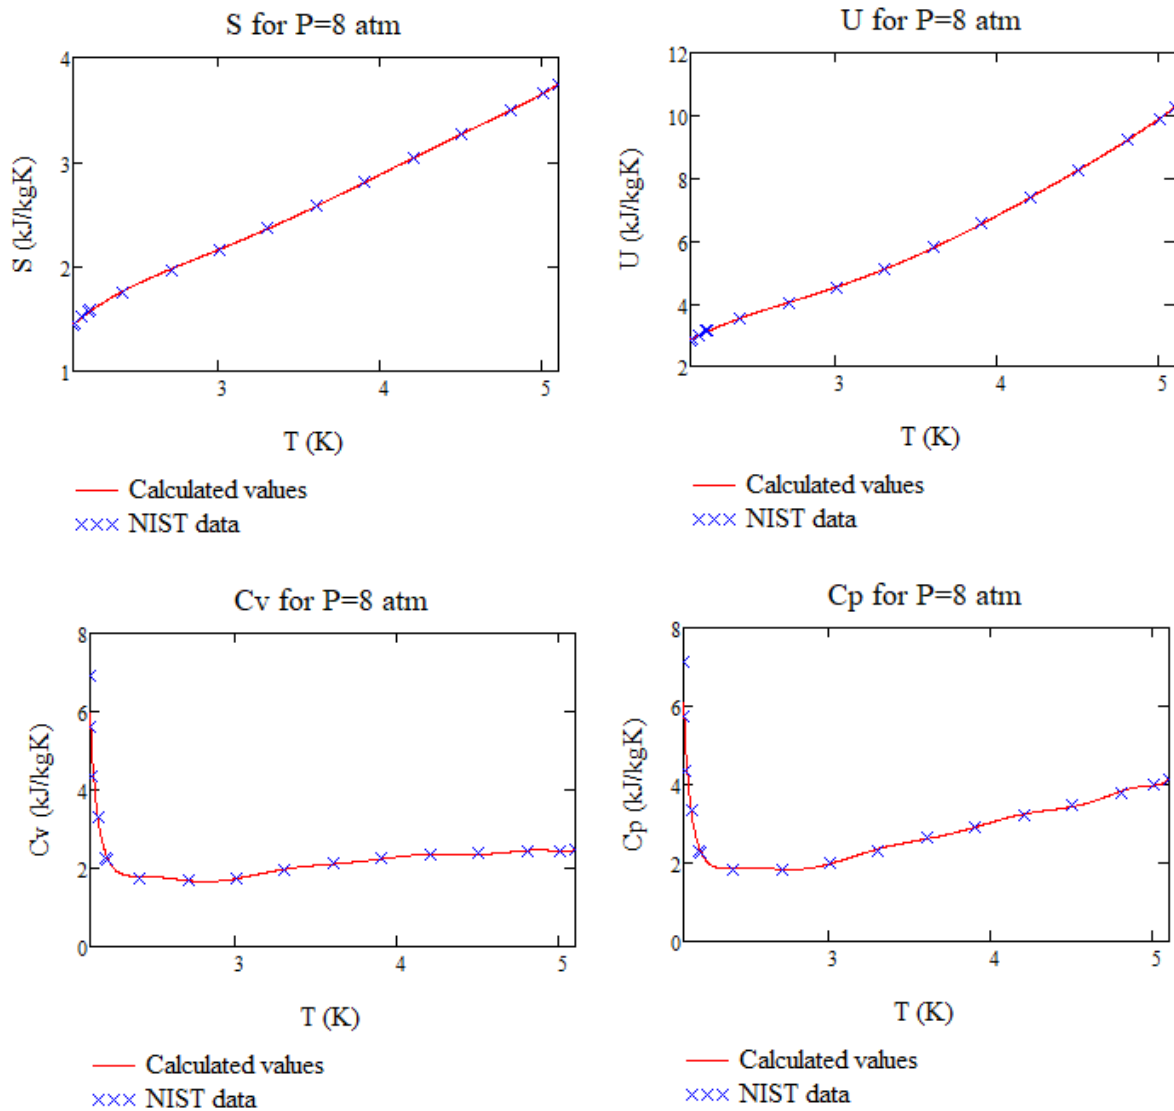 S for P=8 atm
4
3
2
1
S (kJ/kgK)
3
4
5
T (K)
Calculated values
××× NIST data
U for P=8 atm
12
10
8
6
4
2
U (kJ/kgK)
3
4
5
T (K)
Calculated values
××× NIST data
Cv for P=8 atm
8
6
4
2
0
Cv (kJ/kgK)
3
4
5
T (K)
Calculated values
××× NIST data
Cp for P=8 atm
8
6
4
2
0
Cp (kJ/kgK)
3
4
5
T (K)
Calculated values
××× NIST data